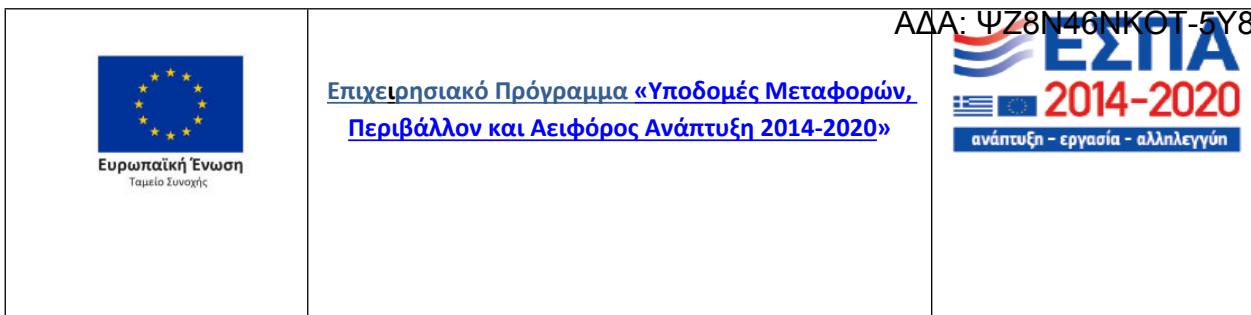 ΑΔΑ: ΨΖ8Ν46ΝΚΟΤ-5Υ8
Ευρωπαϊκή Ένωση
Ταμείο Συνοχής
Επιχειρησιακό Πρόγραμμα «Υποδομές Μεταφορών,
Περιβάλλον και Αειφόρος Ανάπτυξη 2014-2020»
ΕΣΠΑ
2014-2020
ανάπτυξη - εργασία - αλληλεγγύη